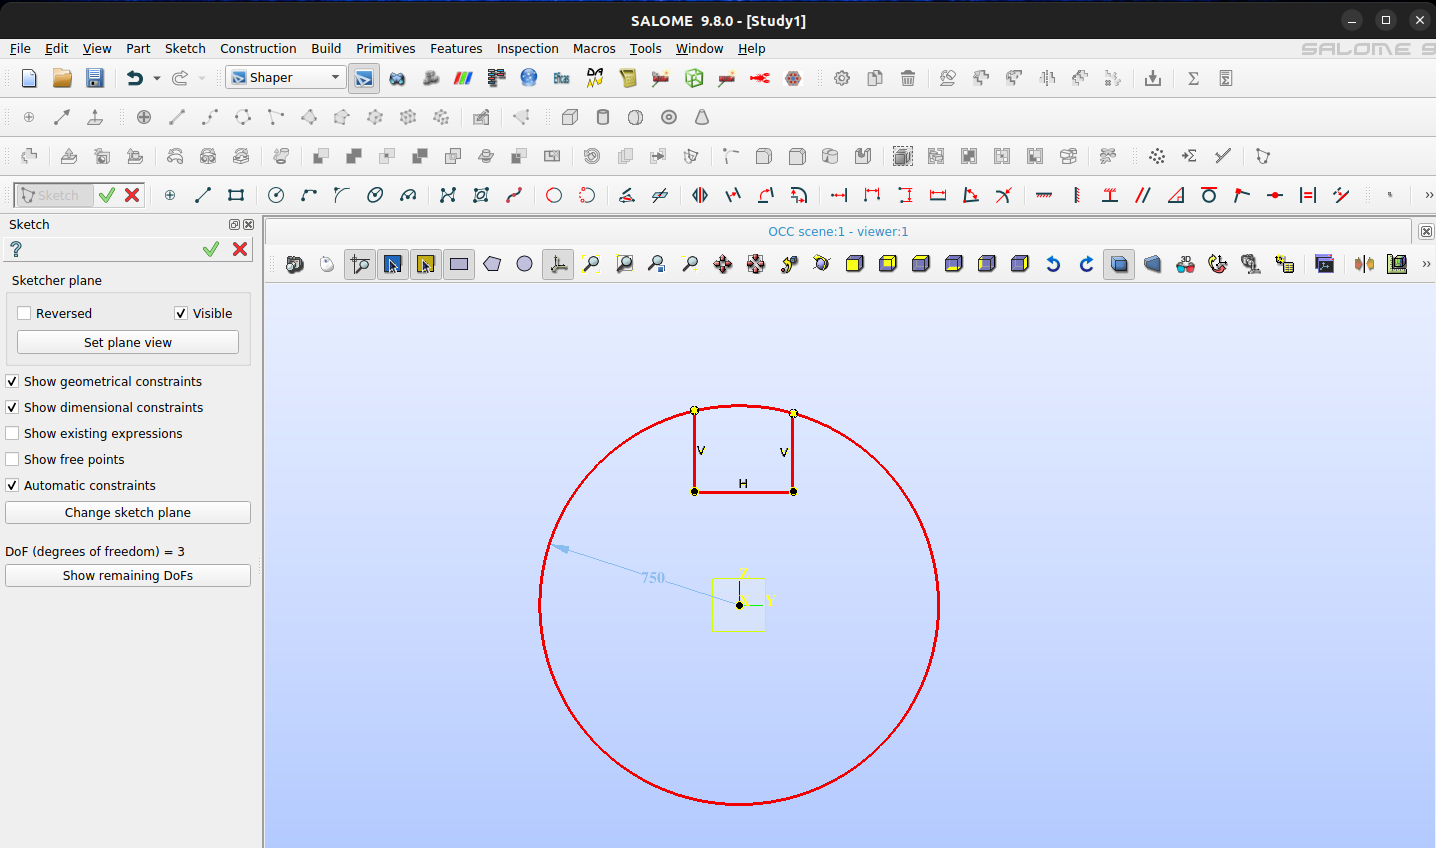 SALOME 9.8.0 - [Study1]
File Edit View Part Sketch Construction Build Primitives Features Inspection Macros Tools Window Help
SALOME 9
Shaper
Eficas
DA
Sketch
Sketch
OCC scene:1 - viewer:1
3D
Sketcher plane
Reversed Visible
Set plane view
Show geometrical constraints
Show dimensional constraints
Show existing expressions
Show free points
Automatic constraints
Change sketch plane
DoF (degrees of freedom) = 3
Show remaining DoFs
V V
H
750
Z
X Y